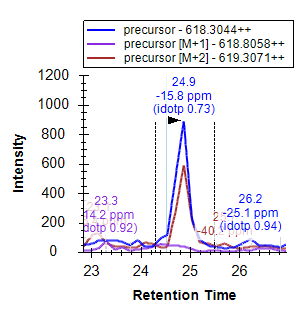 precursor - 618.3044++
precursor [M+1] - 618.8058++
precursor [M+2] - 619.3071++
Intensity
1200
1000
800
600
400
200
0
24.9
-15.8 ppm
(idotp 0.73)
23.3
14.2 ppm
dotp 0.92)
26.2
-25.1 ppm
(idotp 0.94)
23
24
25
26
Retention Time